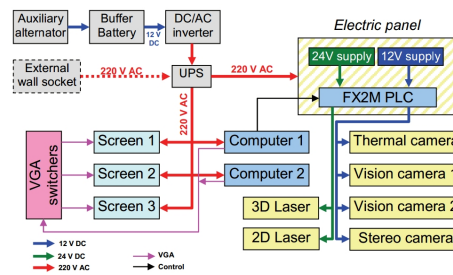 Auxiliary
alternator
Buffer
Battery
12 V
DC
DC/AC
inverter
Electric panel
24V supply
12V supply
External
wall socket
220 V AC
UPS
220 V AC
FX2M PLC
220 V AC
VGA
switchers
Screen 1
Computer 1
Thermal camera
Screen 2
Computer 2
Vision camera 1
Screen 3
3D Laser
Vision camera 2
2D Laser
Stereo camera
12 V DC
24 V DC
220 V AC
VGA
Control